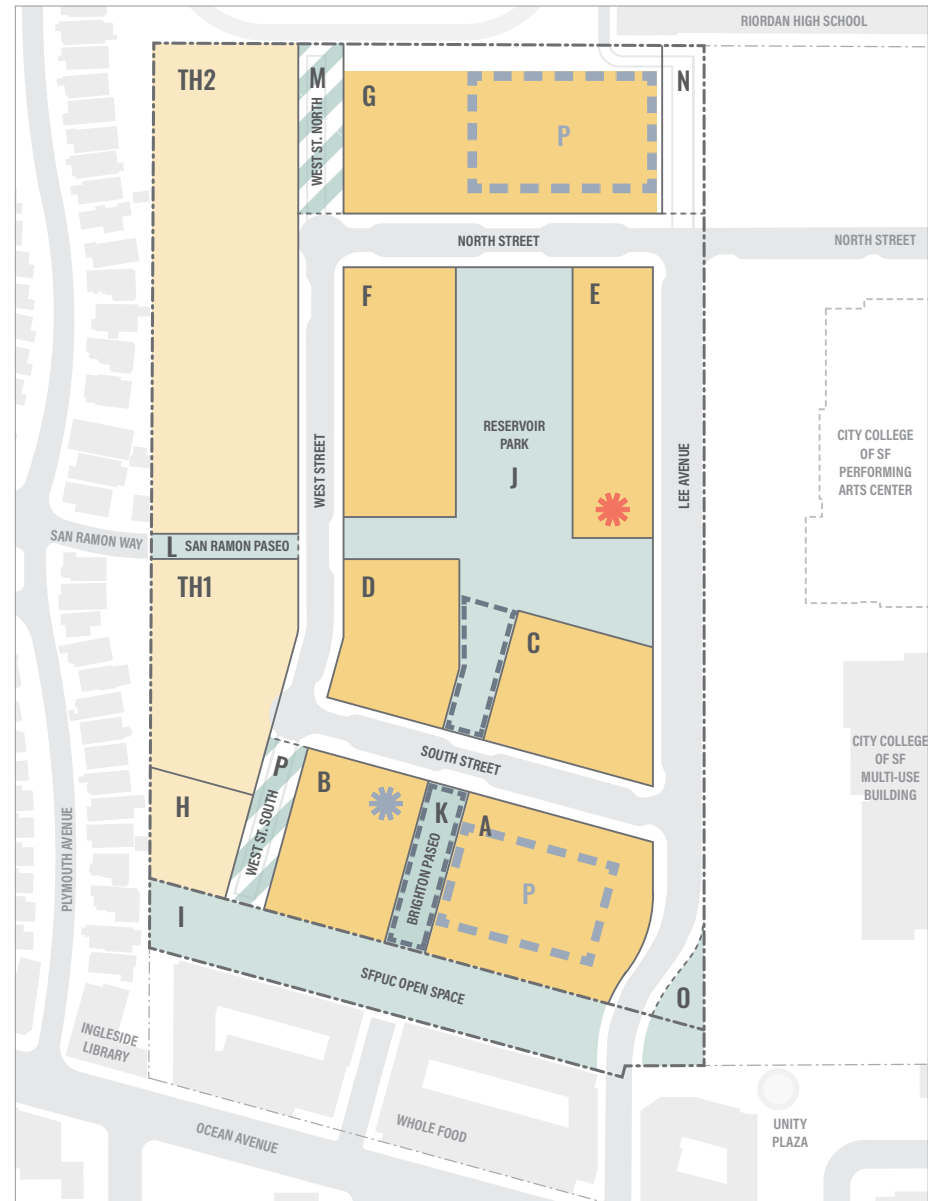 RIORDAN HIGH SCHOOL
TH2
M
WEST ST. NORTH
G
P
N
NORTH STREET
NORTH STREET
F
E
RESERVOIR
PARK
J
WEST STREET
LEE AVENUE
CITY COLLEGE
OF SF
PERFORMING
ARTS CENTER
SAN RAMON WAY
L
SAN RAMON PASEO
TH1
D
C
SOUTH STREET
CITY COLLEGE
OF SF
MULTI-USE
BUILDING
P
WEST ST. SOUTH
B
K
BRIGHTON PASEO
A
P
H
PLYMOUTH AVENUE
I
SFPUC OPEN SPACE
O
INGLESIDE
LIBRARY
OCEAN AVENUE
WHOLE FOOD
UNITY
PLAZA